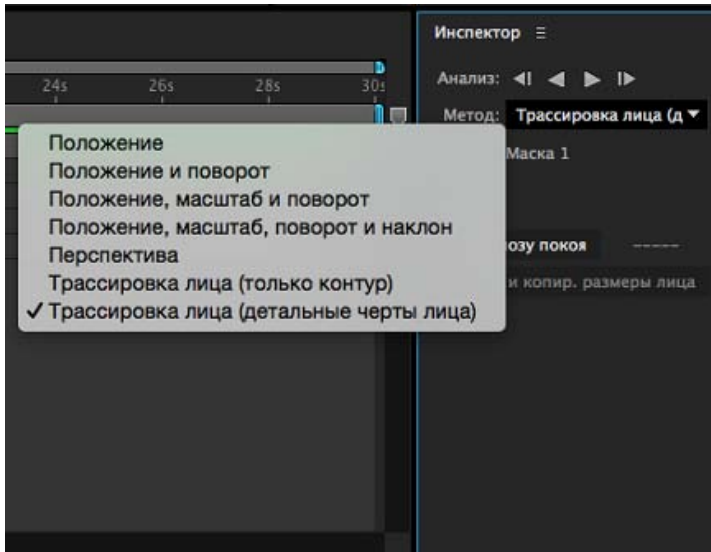 Инспектор
24s 26s 28s 30s
Анализ:
Метод: Трассировка лица (д
Маска 1
Положение
Положение и поворот
Положение, масштаб и поворот
Положение, масштаб, поворот и наклон
Перспектива
Трассировка лица (только контур)
✓ Трассировка лица (детальные черты лица)
озу покоя -----
и копир. размеры лица